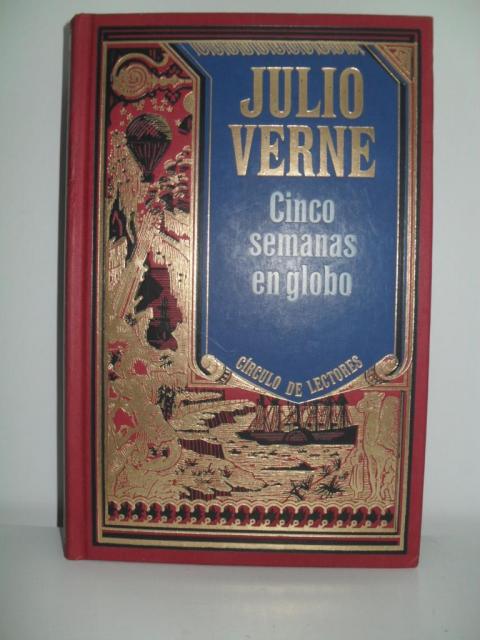 JULIO
VERNE
Cinco
semanas
en globo
CÍRCULO DE LECTORES